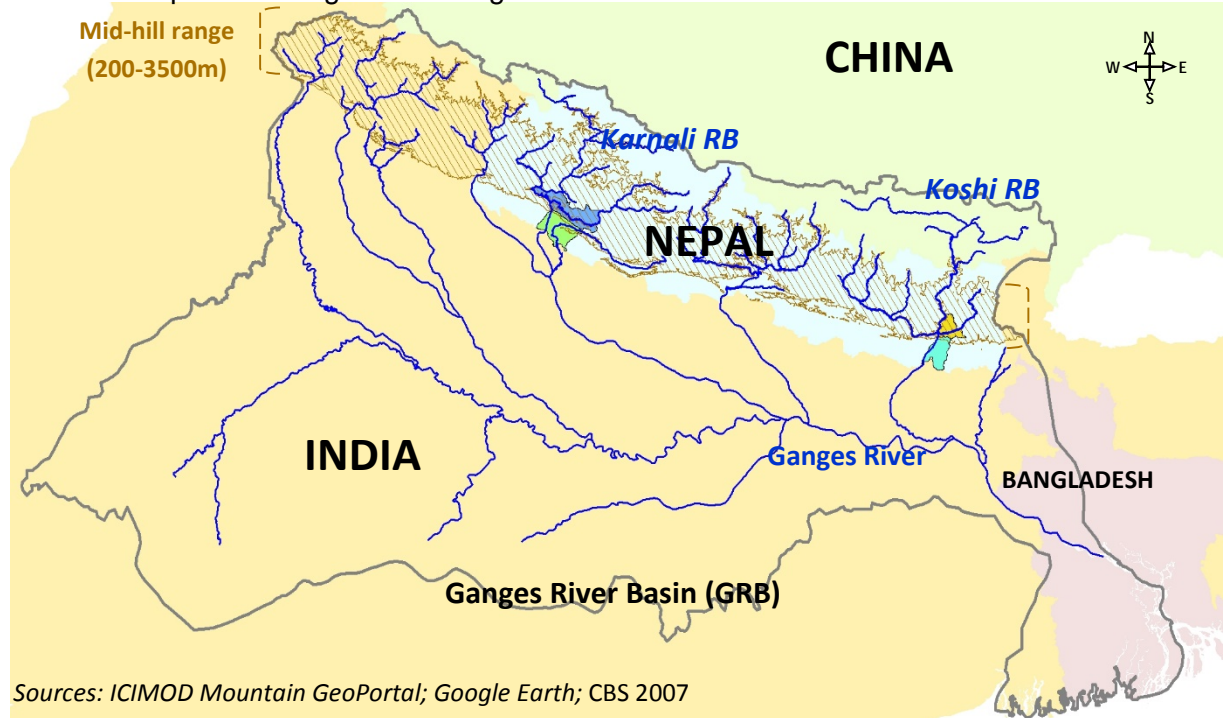 Mid-hill range
(200-3500m)
CHINA
N
W E
S
Karnali RB
Koshi RB
NEPAL
INDIA
Ganges River
BANGLADESH
Ganges River Basin (GRB)
Sources: ICIMOD Mountain GeoPortal; Google Earth; CBS 2007